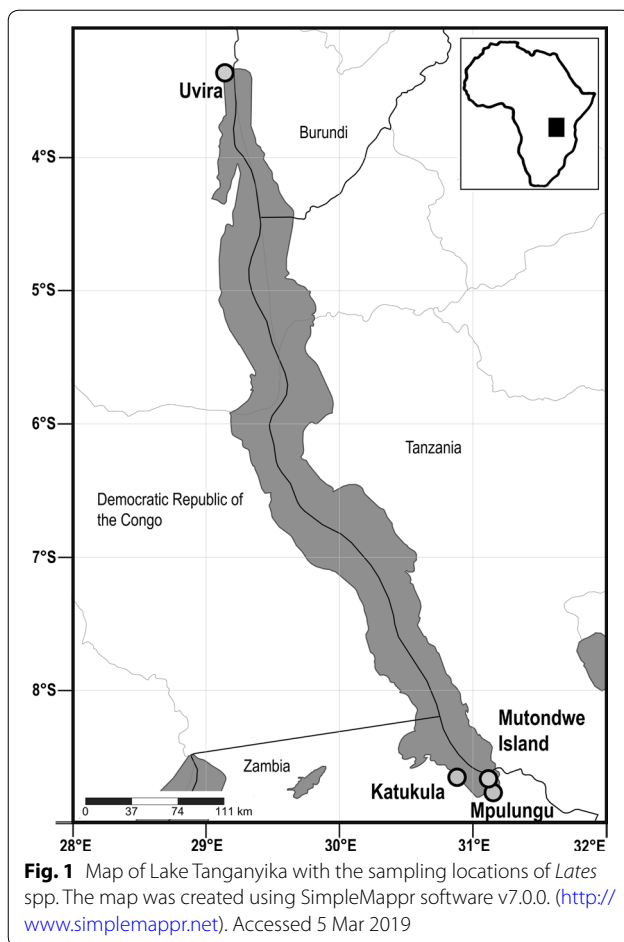 Uvira
Burundi
4°S
5°S
6°S
Tanzania
Democratic Republic of
the Congo
7°S
8°S
Mutondwe
Island
Zambia
Katukula
Mpulungu
0 37 74 111 km
28°E 29°E 30°E 31°E 32°E
Fig. 1 Map of Lake Tanganyika with the sampling locations of Lates
spp. The map was created using SimpleMappr software v7.0.0. (http://
www.simplemappr.net). Accessed 5 Mar 2019